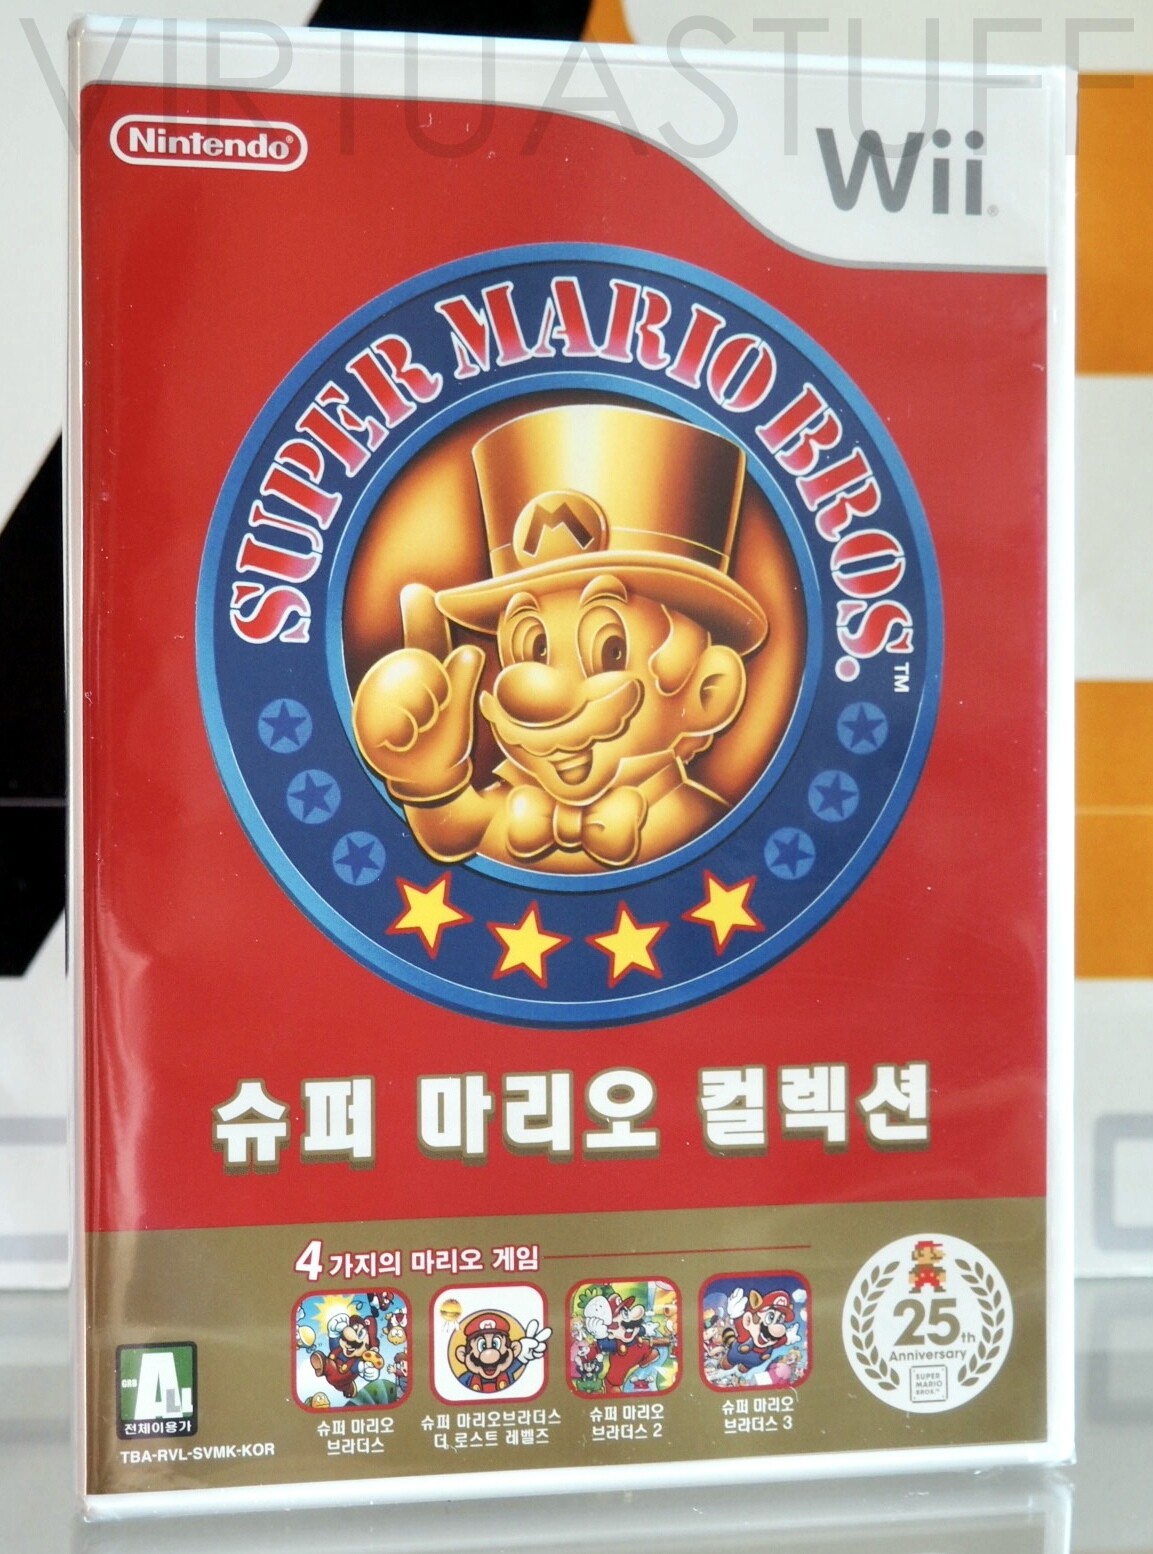 VIRTUASTUFF
Nintendo®
Wii®
SUPER MARIO BROS.™
M
슈퍼 마리오 컬렉션
4 가지의 마리오 게임
슈퍼 마리오
브라더스
슈퍼 마리오브라더스
더 로스트 레벨즈
슈퍼 마리오
브라더스 2
슈퍼 마리오
브라더스 3
25th
Anniversary
SUPER
MARIO
BROS.™
GRB
ALL
전체이용가
TBA-RVL-SVMK-KOR